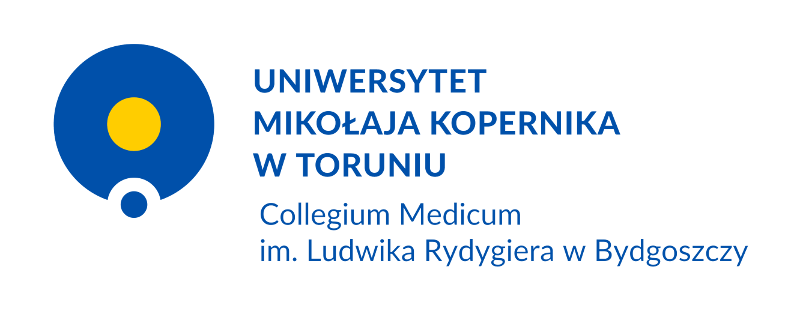 UNIWERSYTET
MIKOŁAJA KOPERNIKA
W TORUNIU
Collegium Medicum
im. Ludwika Rydygiera w Bydgoszczy